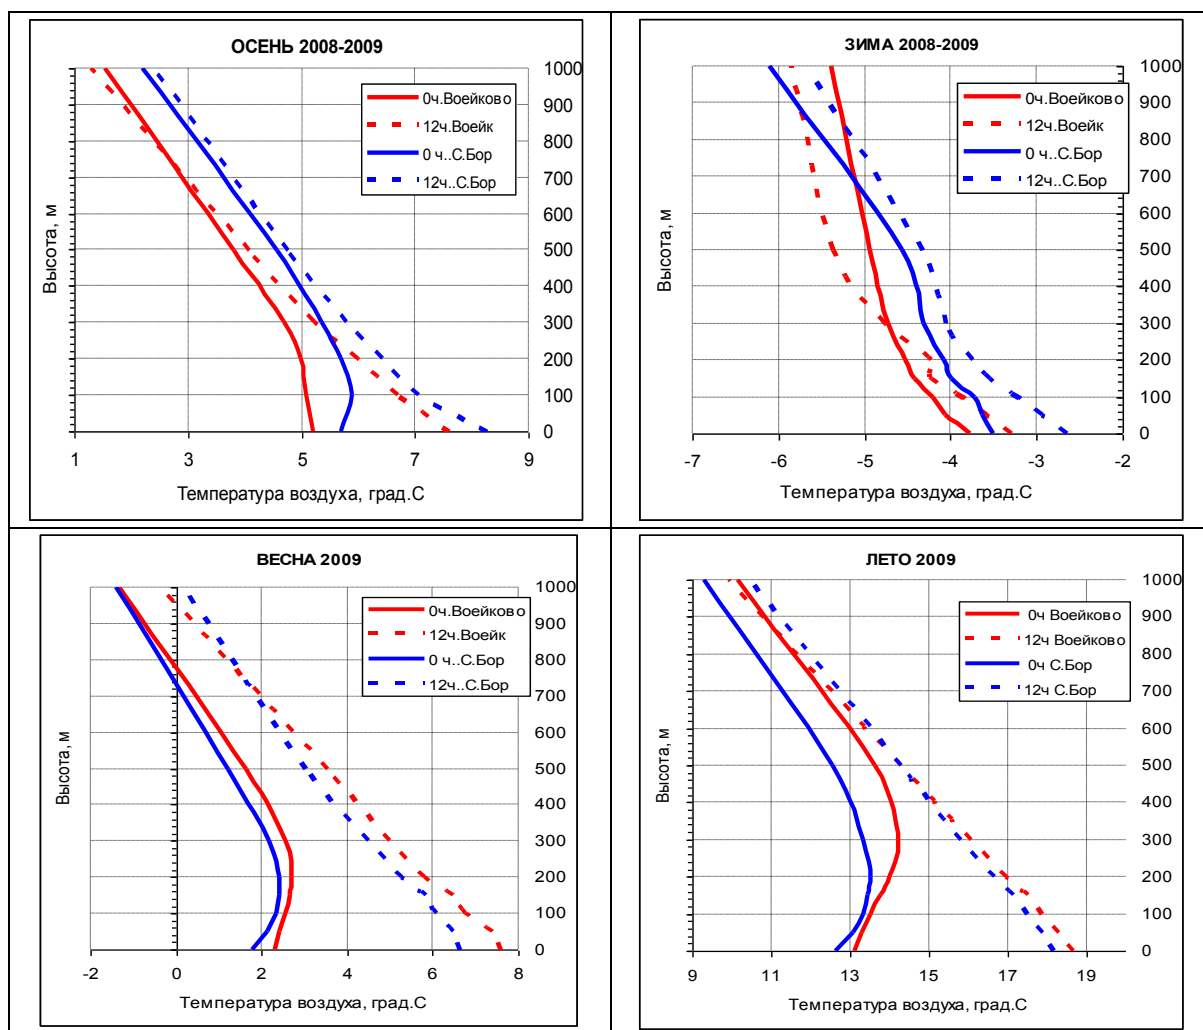 ОСЕНЬ 2008-2009
0ч.Воейково
12ч.Воейк
0 ч..С.Бор
12ч..С.Бор
Высота, м
1000
900
800
700
600
500
400
300
200
100
0
1 3 5 7 9
Температура воздуха, град.С
ЗИМА 2008-2009
0ч.Воейково
12ч.Воейк
0 ч..С.Бор
12ч..С.Бор
Высота, м
1000
900
800
700
600
500
400
300
200
100
0
-7 -6 -5 -4 -3 -2
Температура воздуха, град.С
ВЕСНА 2009
0ч.Воейково
12ч.Воейк
0 ч..С.Бор
12ч..С.Бор
Высота, м
1000
900
800
700
600
500
400
300
200
100
0
-2 0 2 4 6 8
Температура воздуха, град.С
ЛЕТО 2009
0ч Воейково
12ч Воейково
0ч С.Бор
12ч С.Бор
Высота, м
1000
900
800
700
600
500
400
300
200
100
0
9 11 13 15 17 19
Температура воздуха, град.С